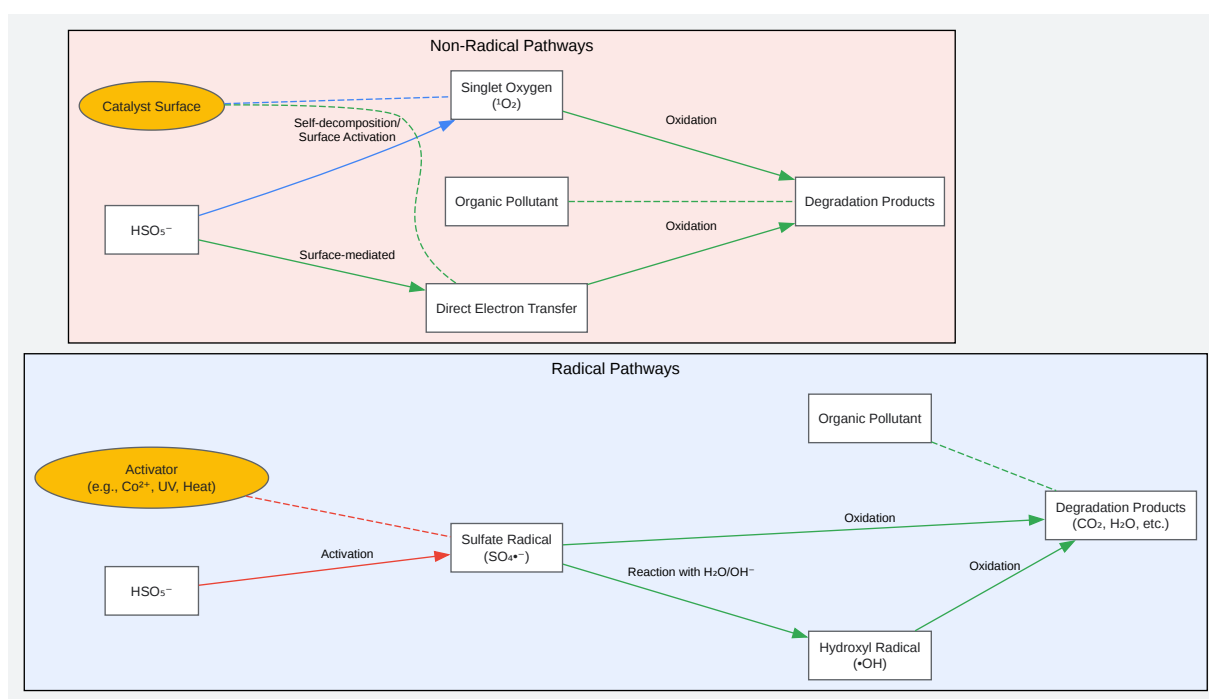 Non-Radical Pathways
Catalyst Surface
Singlet Oxygen
(¹O₂)
Self-decomposition/
Surface Activation
Oxidation
Organic Pollutant
Degradation Products
HSO₅⁻
Oxidation
Surface-mediated
Direct Electron Transfer
Radical Pathways
Organic Pollutant
Activator
(e.g., Co²⁺, UV, Heat)
Degradation Products
(CO₂, H₂O, etc.)
Oxidation
Sulfate Radical
(SO₄•⁻)
Activation
HSO₅⁻
Reaction with H₂O/OH⁻
Oxidation
Hydroxyl Radical
(•OH)